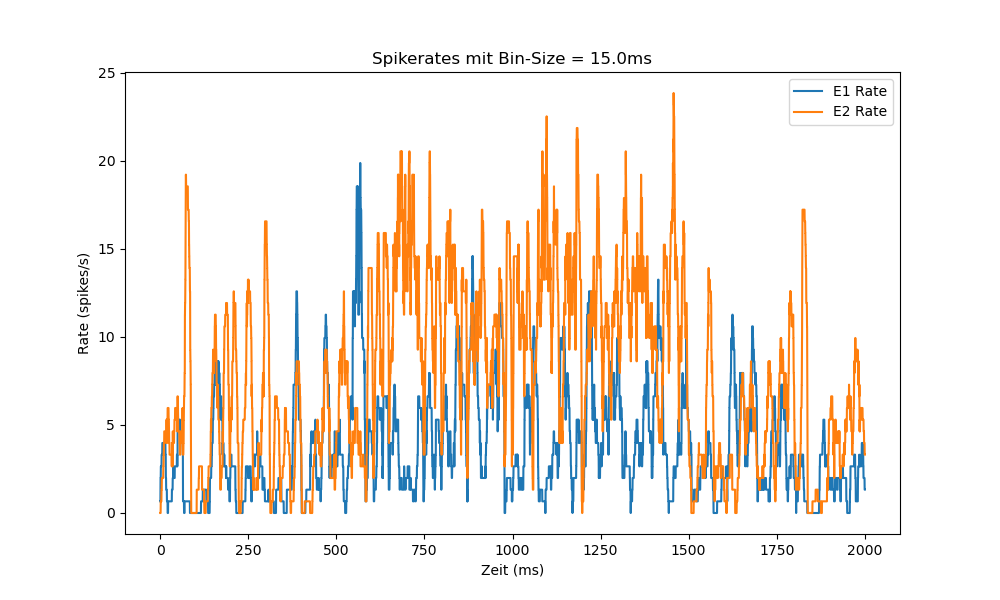 Spikerates mit Bin-Size = 15.0ms
E1 Rate
E2 Rate
Rate (spikes/s)
25
20
15
10
5
0
0 250 500 750 1000 1250 1500 1750 2000
Zeit (ms)